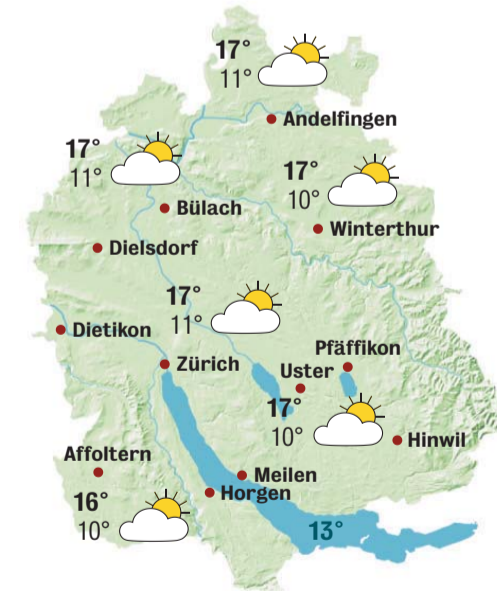 17°
11°
Andelfingen
17°
11°
17°
10°
Bülach
Winterthur
Dielsdorf
17°
11°
Dietikon
Zürich
Pfäffikon
Uster
17°
10°
Hinwil
Affoltern
Meilen
Horgen
16°
10°
13°